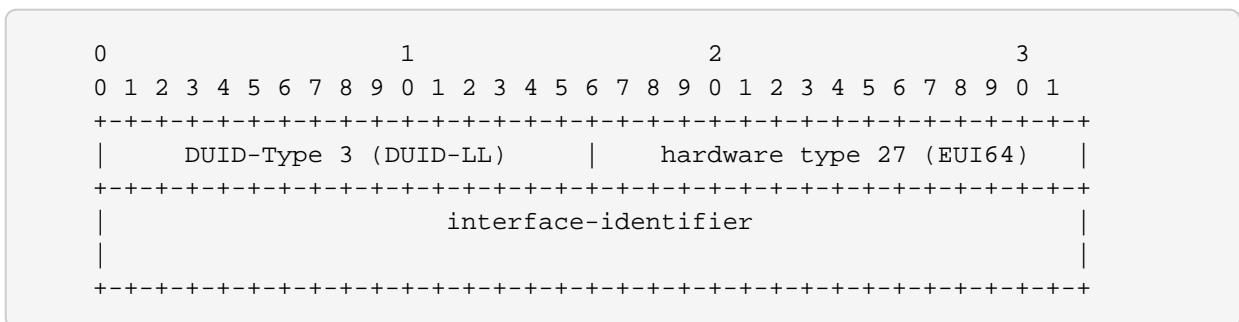 0                   1                   2                   3
0 1 2 3 4 5 6 7 8 9 0 1 2 3 4 5 6 7 8 9 0 1 2 3 4 5 6 7 8 9 0 1
+-+-+-+-+-+-+-+-+-+-+-+-+-+-+-+-+-+-+-+-+-+-+-+-+-+-+-+-+-+-+-+-+
|     DUID-Type 3 (DUID-LL)     |    hardware type 27 (EUI64)   |
+-+-+-+-+-+-+-+-+-+-+-+-+-+-+-+-+-+-+-+-+-+-+-+-+-+-+-+-+-+-+-+-+
|                      interface-identifier                     |
|                                                               |
+-+-+-+-+-+-+-+-+-+-+-+-+-+-+-+-+-+-+-+-+-+-+-+-+-+-+-+-+-+-+-+-+